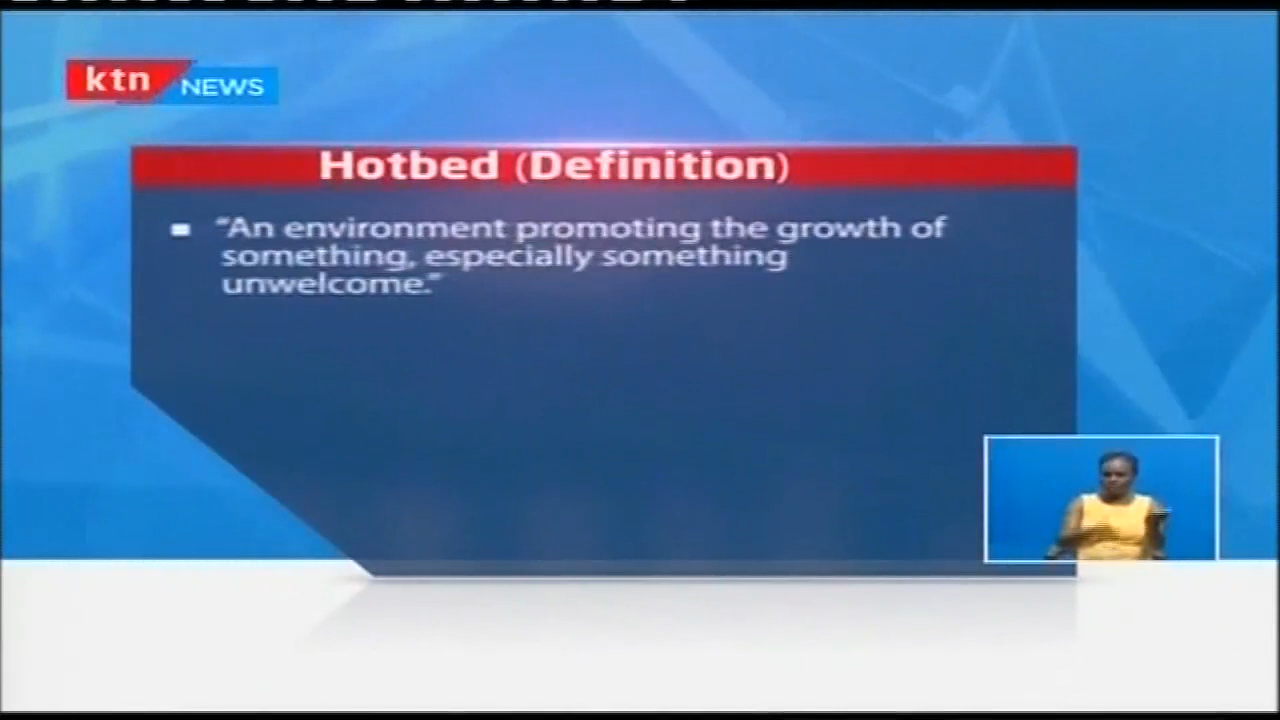 ktn NEWS
Hotbed (Definition)
▪ “An environment promoting the growth of
something, especially something
unwelcome.”